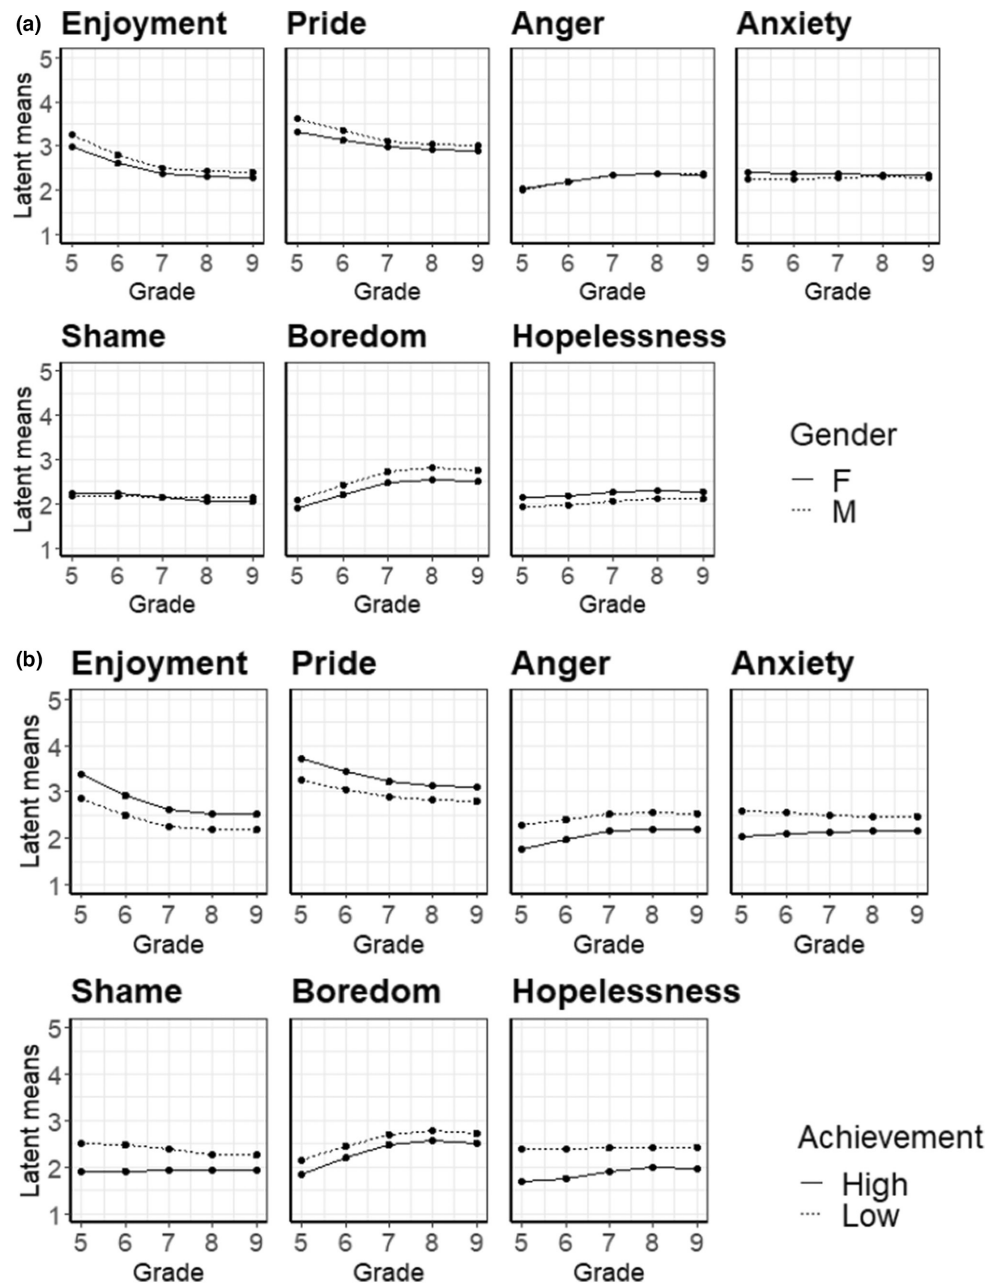 (a) Enjoyment Pride Anger Anxiety
Latent means
5
4
3
2
1
5 6 7 8 9 5 6 7 8 9 5 6 7 8 9 5 6 7 8 9
Grade Grade Grade Grade
Shame Boredom Hopelessness
Latent means
5
4
3
2
1
5 6 7 8 9 5 6 7 8 9 5 6 7 8 9
Grade Grade Grade
Gender
F
M
(b) Enjoyment Pride Anger Anxiety
Latent means
5
4
3
2
1
5 6 7 8 9 5 6 7 8 9 5 6 7 8 9 5 6 7 8 9
Grade Grade Grade Grade
Shame Boredom Hopelessness
Latent means
5
4
3
2
1
5 6 7 8 9 5 6 7 8 9 5 6 7 8 9
Grade Grade Grade
Achievement
High
Low